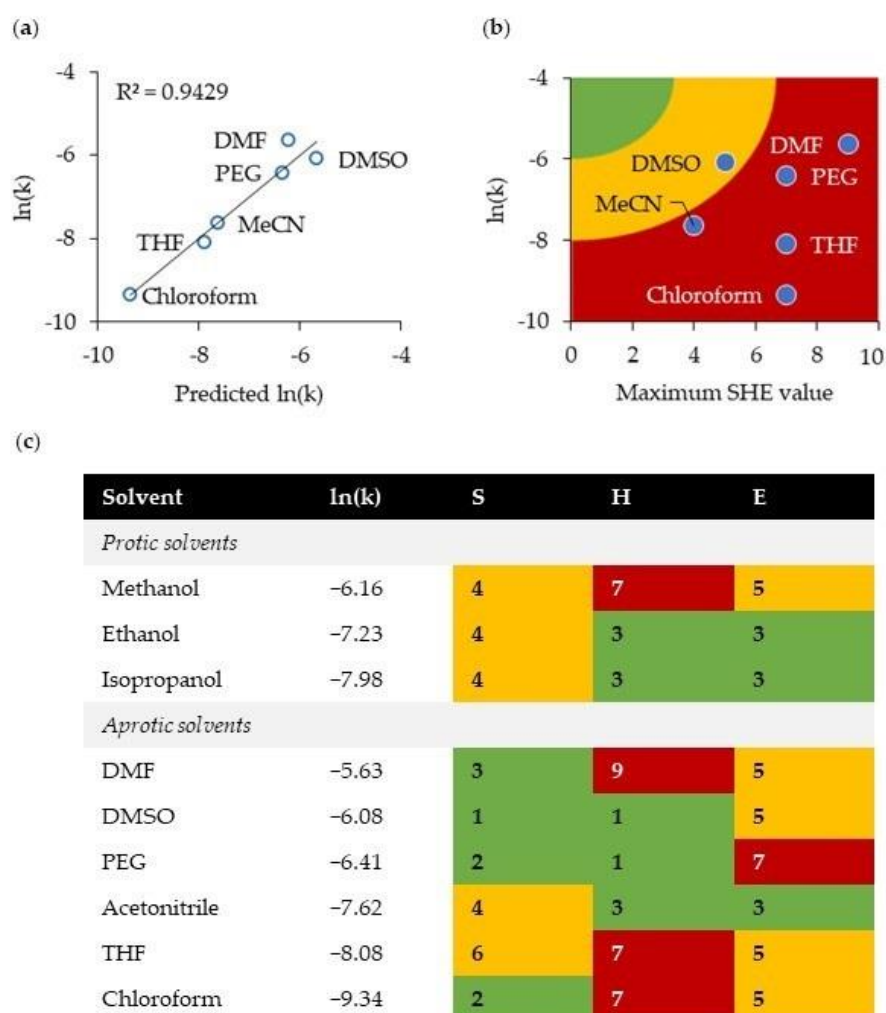 (a)
-4
R² = 0.9429
DMF
-6
DMSO
PEG
ln(k)
MeCN
-8
THF
Chloroform
-10
-10 -8 -6 -4
Predicted ln(k)
(b)
-4
DMF
-6
DMSO
PEG
ln(k)
MeCN
-8
THF
Chloroform
-10
0 2 4 6 8 10
Maximum SHE value
(c)
Solvent ln(k) S H E
Protic solvents
Methanol −6.16 4 7 5
Ethanol −7.23 4 3 3
Isopropanol −7.98 4 3 3
Aprotic solvents
DMF −5.63 3 9 5
DMSO −6.08 1 1 5
PEG −6.41 2 1 7
Acetonitrile −7.62 4 3 3
THF −8.08 6 7 5
Chloroform −9.34 2 7 5